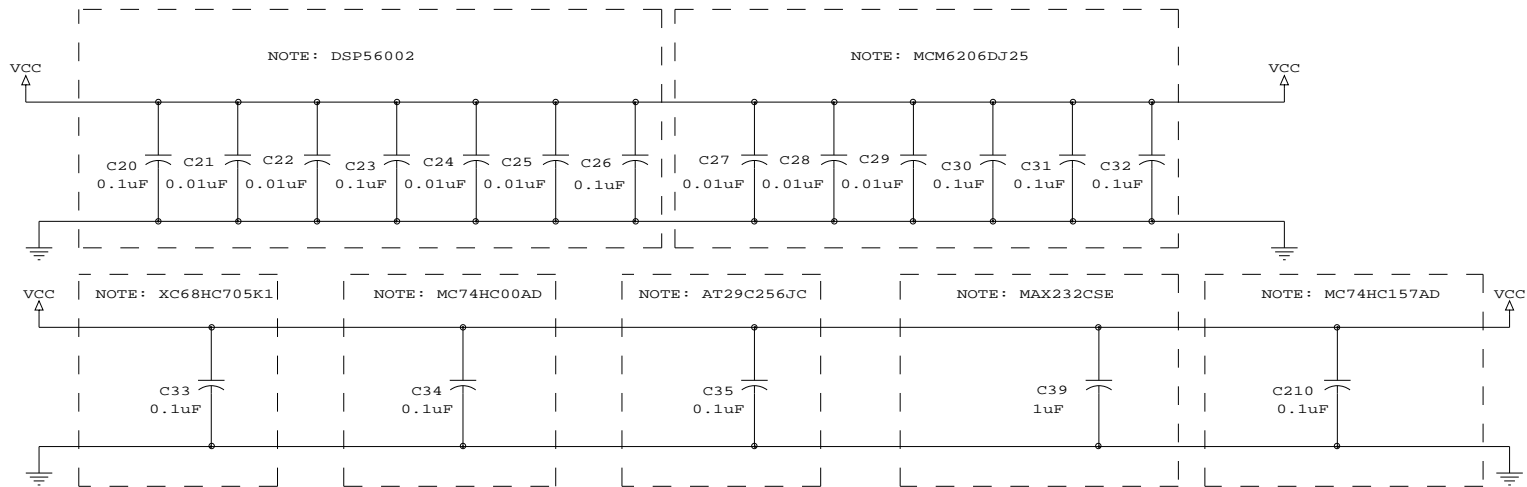 NOTE: DSP56002
NOTE: MCM6206DJ25
VCC
VCC
C20 C21 C22 C23 C24 C25 C26 C27 C28 C29 C30 C31 C32
0.1uF 0.01uF 0.01uF 0.1uF 0.01uF 0.01uF 0.1uF 0.01uF 0.01uF 0.01uF 0.1uF 0.1uF 0.1uF
VCC NOTE: XC68HC705K1 NOTE: MC74HC00AD NOTE: AT29C256JC NOTE: MAX232CSE NOTE: MC74HC157AD VCC
C33 C34 C35 C39 C210
0.1uF 0.1uF 0.1uF 1uF 0.1uF